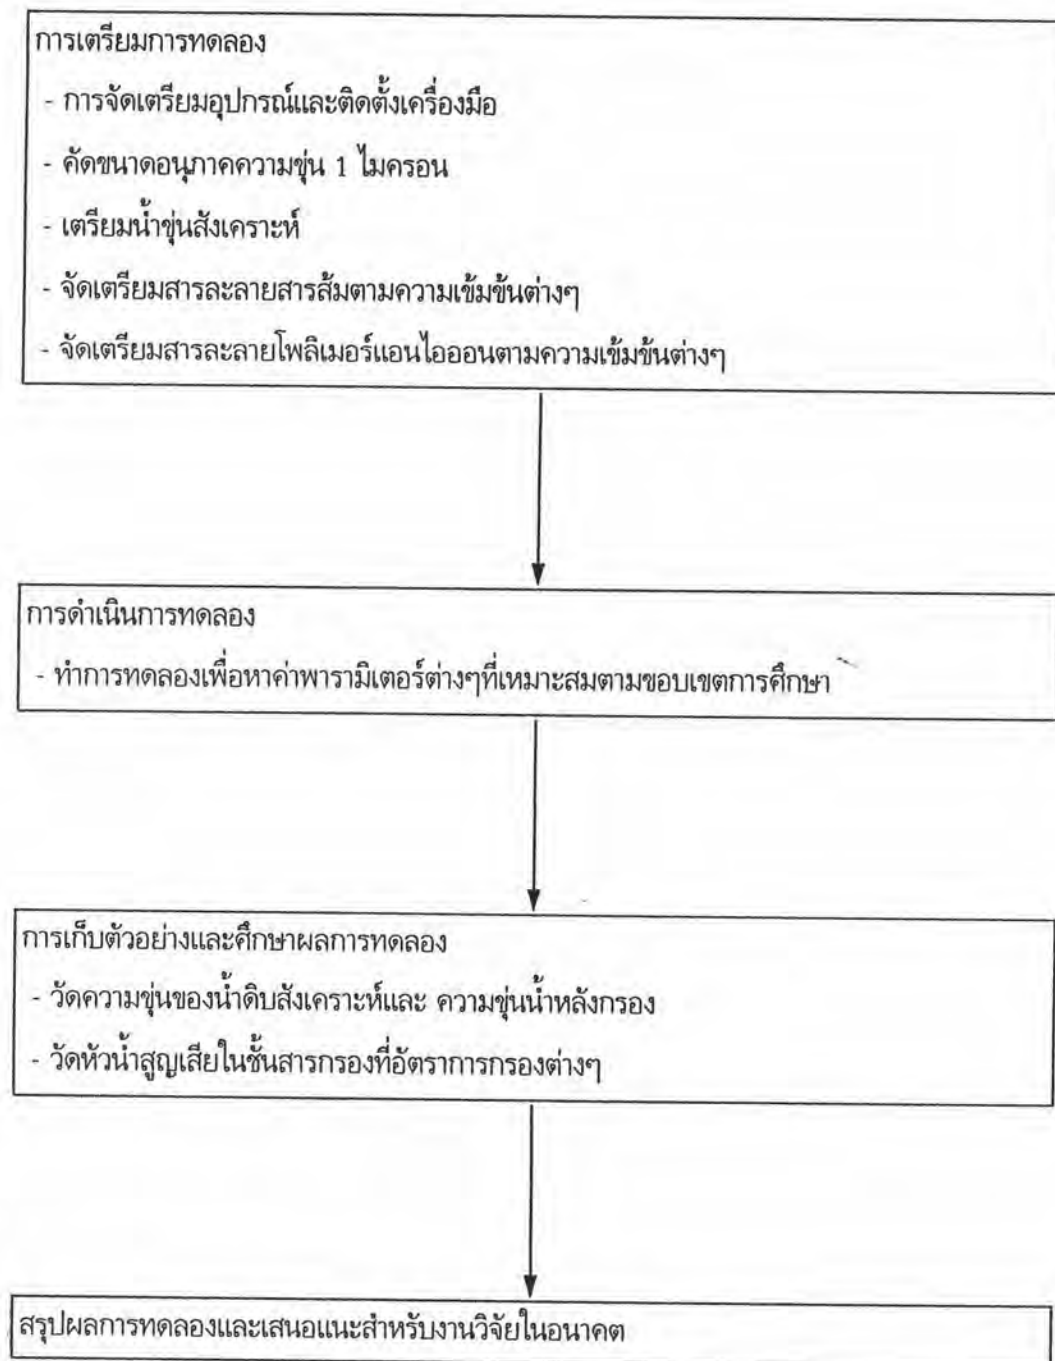 การเตรียมการทดลอง
- การจัดเตรียมอุปกรณ์และติดตั้งเครื่องมือ
- คัดขนาดอนุภาคความขุ่น 1 ไมครอน
- เตรียมน้ำขุ่นสังเคราะห์
- จัดเตรียมสารละลายสารส้มตามความเข้มข้นต่างๆ
- จัดเตรียมสารละลายโพลิเมอร์แอนไอออนตามความเข้มข้นต่างๆ
การดำเนินการทดลอง
- ทำการทดลองเพื่อหาค่าพารามิเตอร์ต่างๆที่เหมาะสมตามขอบเขตการศึกษา
การเก็บตัวอย่างและศึกษาผลการทดลอง
- วัดความขุ่นของน้ำดิบสังเคราะห์และ ความขุ่นน้ำหลังกรอง
- วัดหัวน้ำสูญเสียในชั้นสารกรองที่อัตราการกรองต่างๆ
สรุปผลการทดลองและเสนอแนะสำหรับงานวิจัยในอนาคต